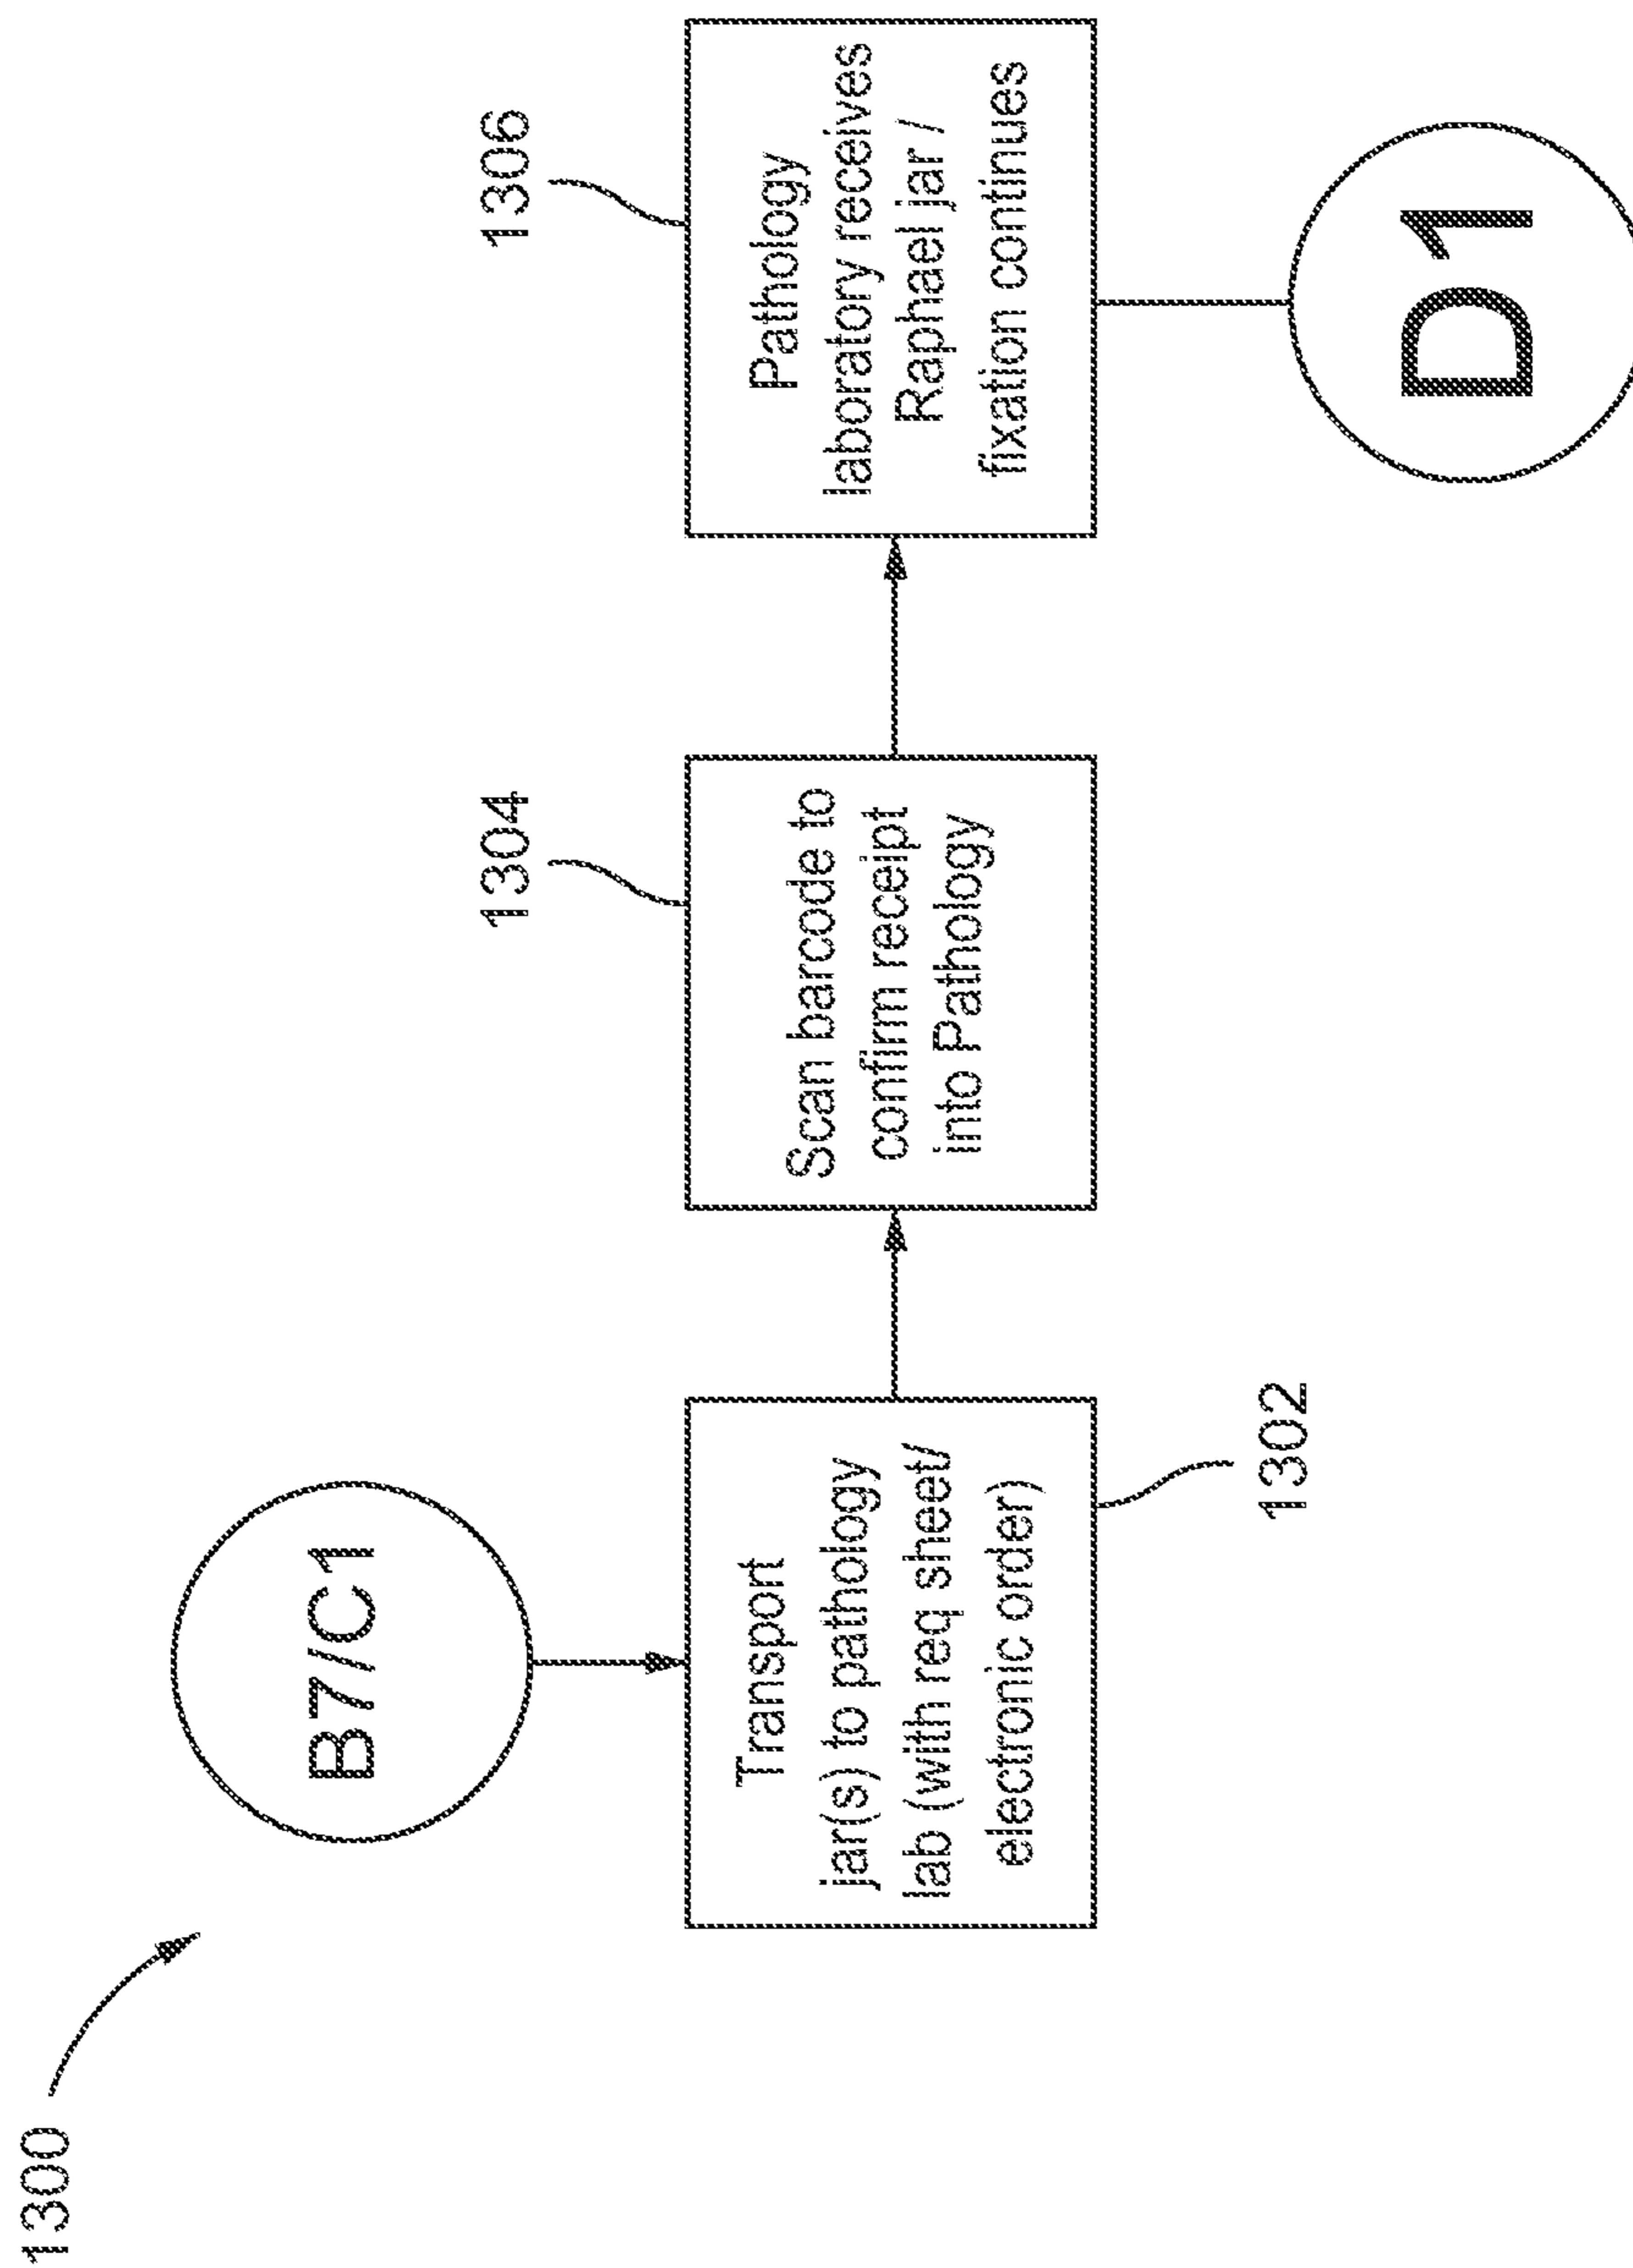 1300
B7/C1
Transport
jar(s) to pathology
lab (with req sheet/
electronic order)
1302
Scan barcode to
confirm receipt
into Pathology
1304
Pathology
laboratory receives
Raphael jar /
fixation continues
1306
D1